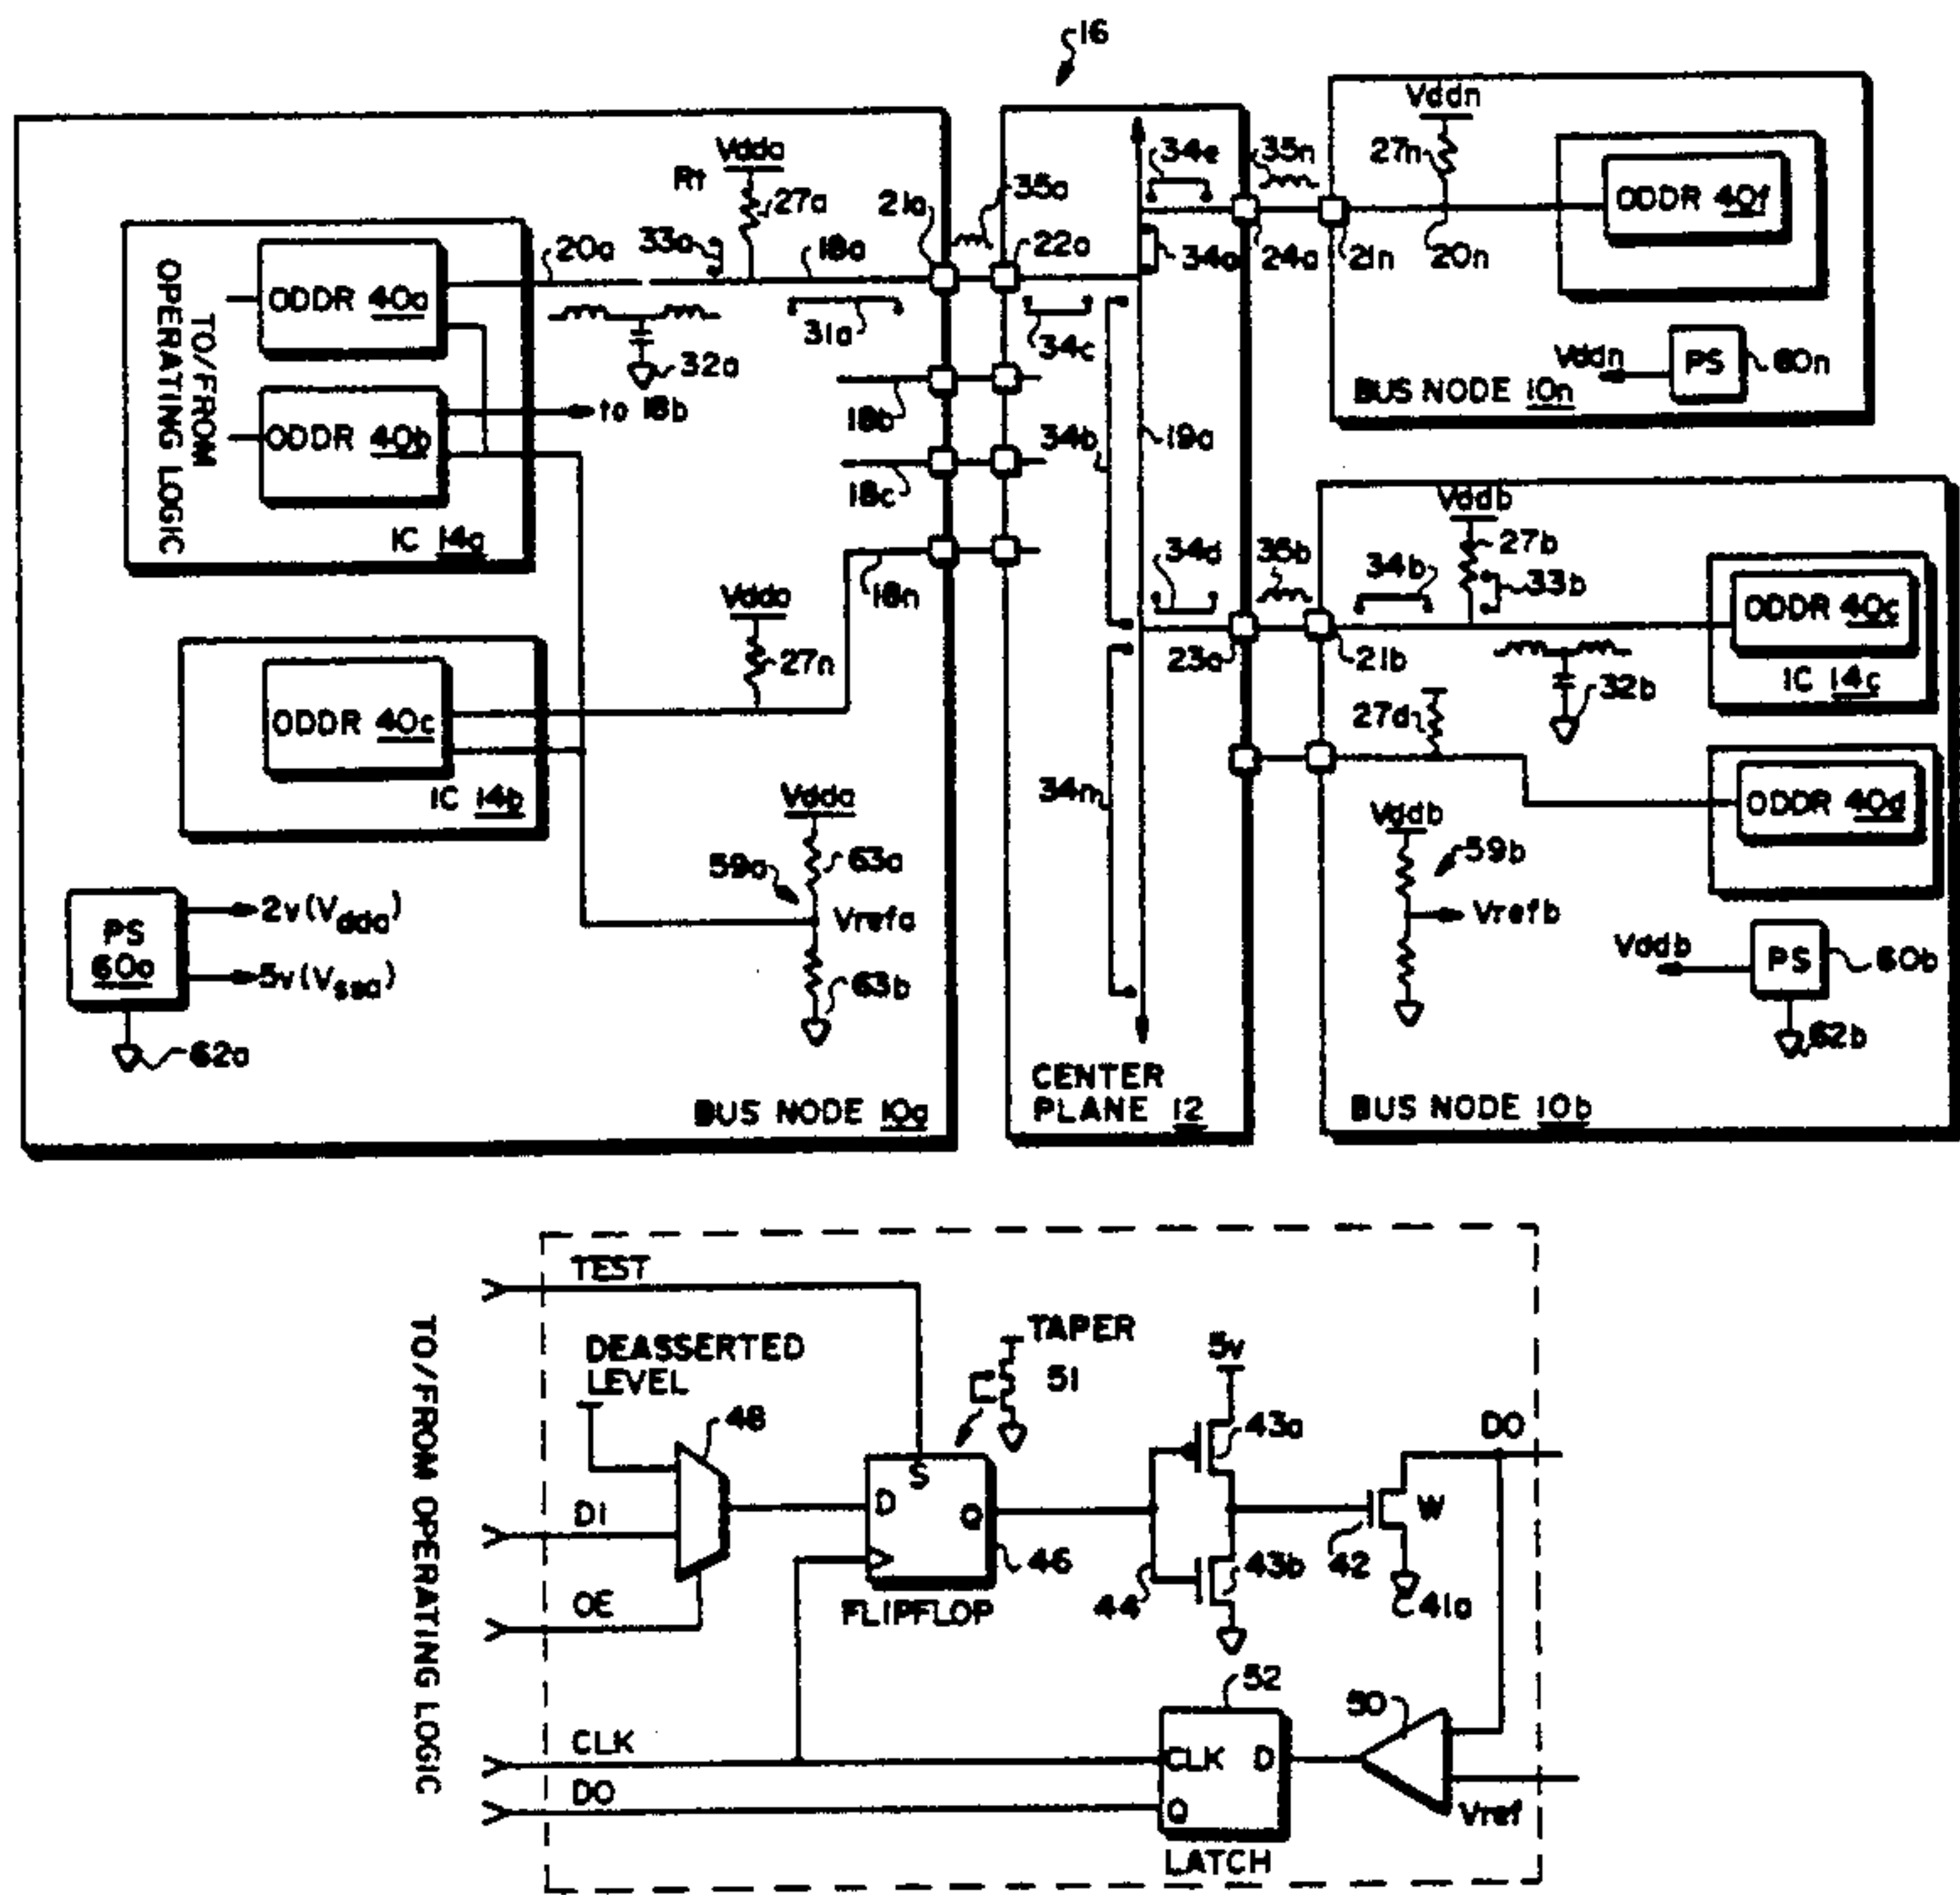 16
Vdda
Rt
27a
21a
35a
34e
35n
Vddn
27n
ODDR 40f
20a
33a
18a
22a
34a
24a
21n
20n
OPERATING LOGIC
TO/FROM
ODDR 40a
31a
34c
32a
Vddn
PS
60n
BUS NODE 10n
ODDR 40b
to 18b
18b
34b
19a
18c
IC 14a
Vddb
34d
35b
34b
27b
33b
ODDR 40c
18n
Vdda
27n
23a
21b
32b
IC 14c
ODDR 40c
27d
IC 14b
34n
ODDR 40d
Vdda
Vddb
59a
63a
59b
PS
60a
2v(Vdda)
Vrefa
Vrefb
5v(Vssa)
63b
Vddb
PS
60b
62a
62b
CENTER
PLANE 12
BUS NODE 10a
BUS NODE 10b
TEST
TO/FROM OPERATING LOGIC
DEASSERTED
LEVEL
TAPER
51
5v
48
43a
DO
S
D
Q
DI
W
46
42
43b
OE
44
41a
FLIPFLOP
52
50
CLK
CLK D
DO
Q
Vref
LATCH